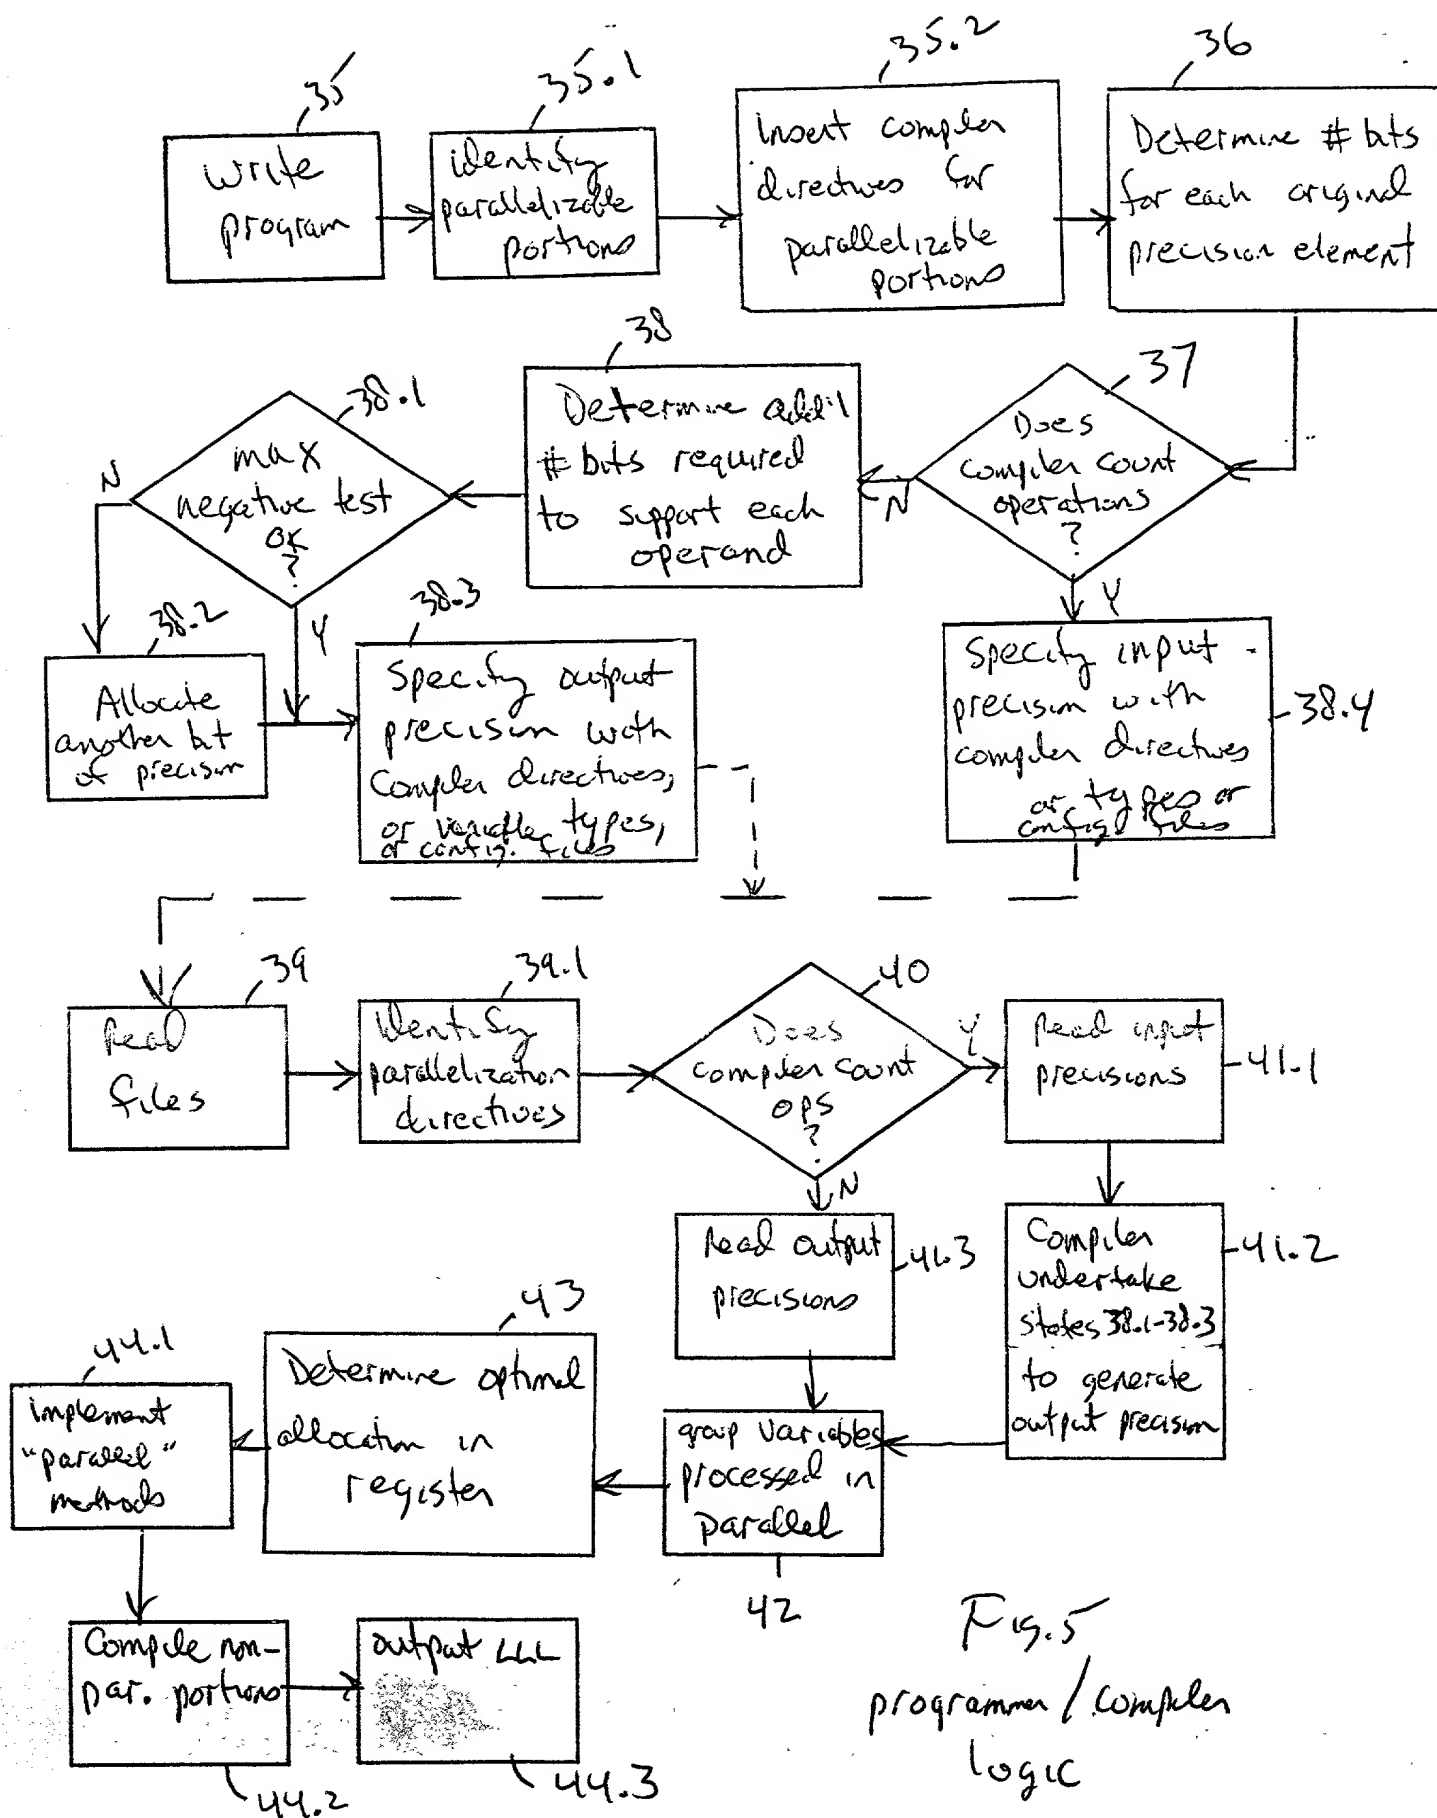 35
write
program
35.1
identify
parallelizable
portions
35.2
insert compiler
directives for
parallelizable
portions
36
Determine # bits
for each original
precision element
37
Does
compiler count
operations
?
N
Y
38
Determine add'l
# bits required
to support each
operand
38.1
max
negative test
OK
?
N
Y
38.2
Allocate
another bit
of precision
38.3
Specify output
precision with
Compiler directives,
or variable types,
or config. files
38.4
Specify input
precision with
compiler directives
or types or
config. files
39
Read
files
39.1
Identify
parallelization
directives
40
Does
compiler count
ops
?
Y
N
Read input
precisions
41.1
Compiler
undertake
states 38.1-38.3
to generate
output precision
41.2
Read output
precisions
41.3
group variables
processed in
parallel
42
43
Determine optimal
allocation in
register
44.1
implement
"parallel"
methods
Compile non-
par. portions
44.2
output LLL
44.3
Fig. 5
programmer / compiler
logic